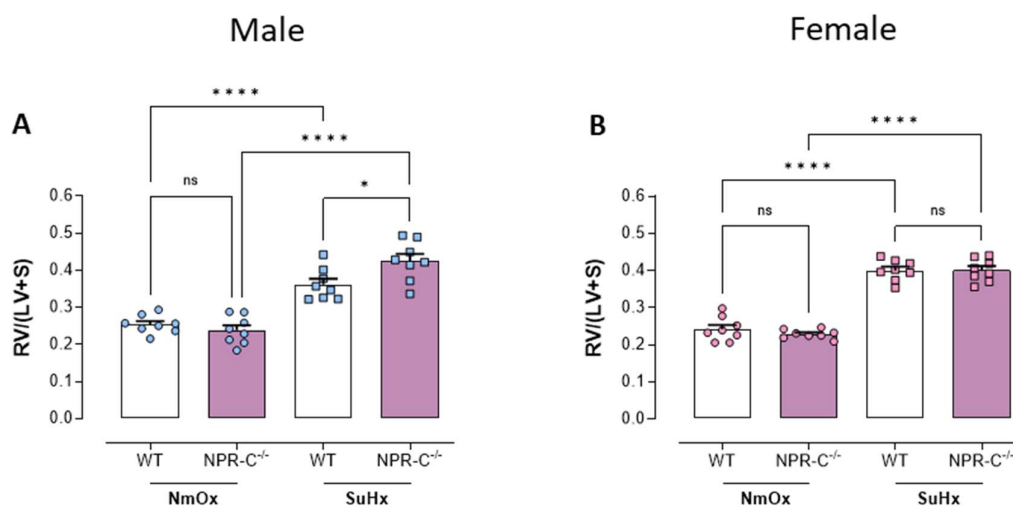 Male
Female
A
B
* * * *
* * * *
ns
*
* * * *
* * * *
ns
ns
RV/(LV+S)
0.6
0.5
0.4
0.3
0.2
0.1
0.0
WT
NPR-C⁻/⁻
WT
NPR-C⁻/⁻
NmOx
SuHx
RV/(LV+S)
0.6
0.5
0.4
0.3
0.2
0.1
0.0
WT
NPR-C⁻/⁻
WT
NPR-C⁻/⁻
NmOx
SuHx